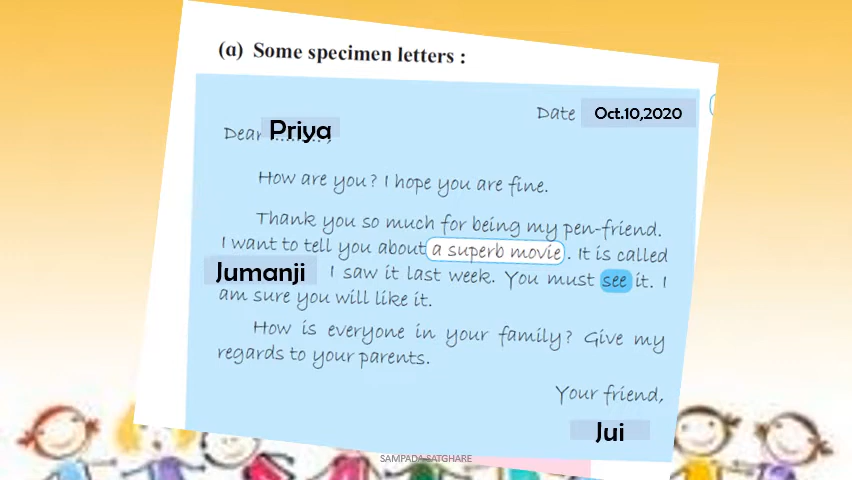 (a) Some specimen letters :
Date Oct.10,2020
Dear Priya,
How are you? I hope you are fine.
Thank you so much for being my pen-friend.
I want to tell you about a superb movie. It is called
Jumanji I saw it last week. You must see it. I
am sure you will like it.
How is everyone in your family? Give my
regards to your parents.
Your friend,
Jui
SAMPADA SATGHARE